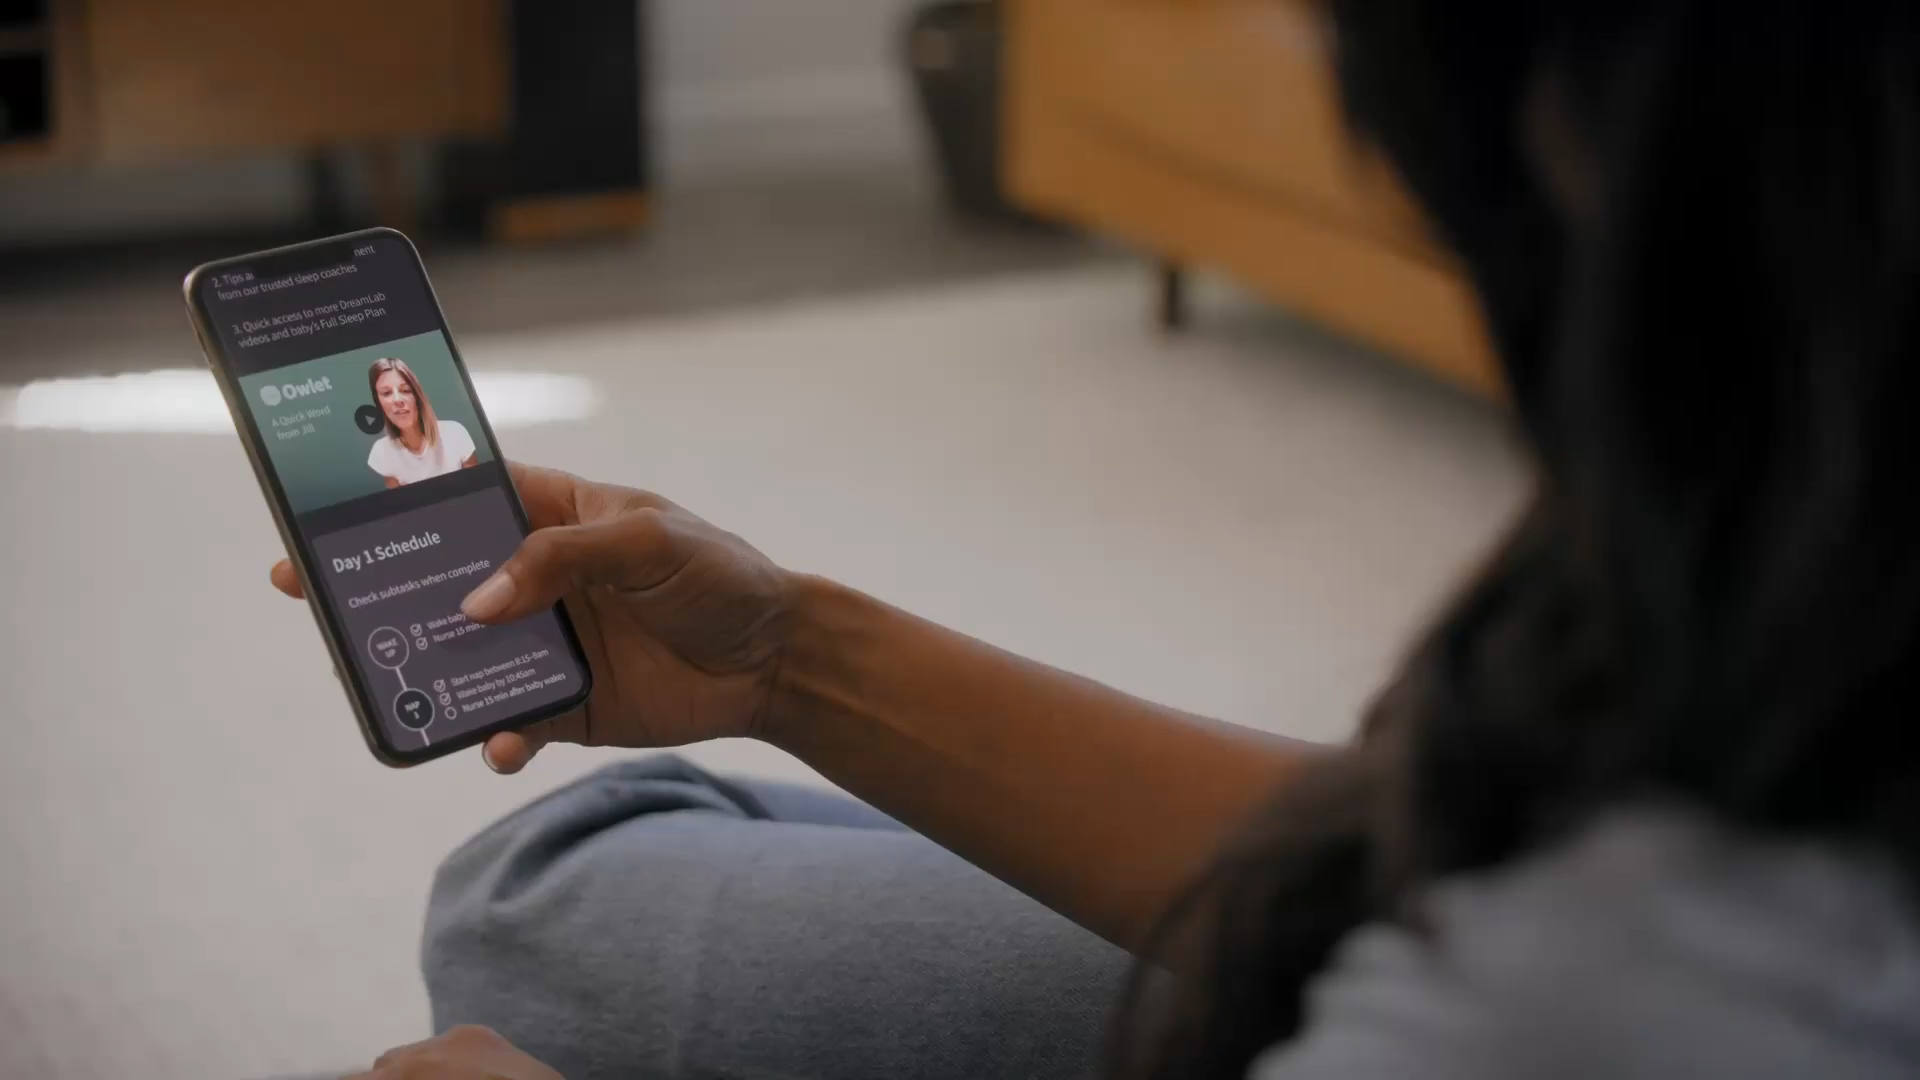 nent
2. Tips
from our trusted sleep coaches
3. Quick access to more DreamLab
videos and baby's Full Sleep Plan
Owlet
A Quick Word
from Jill
Day 1 Schedule
Check subtasks when complete
WAKE
UP
Wake baby
Nurse 15 min
Start nap between 8:15-9am
Wake baby by 10:45am
Nurse 15 min after baby wakes
NAP
1